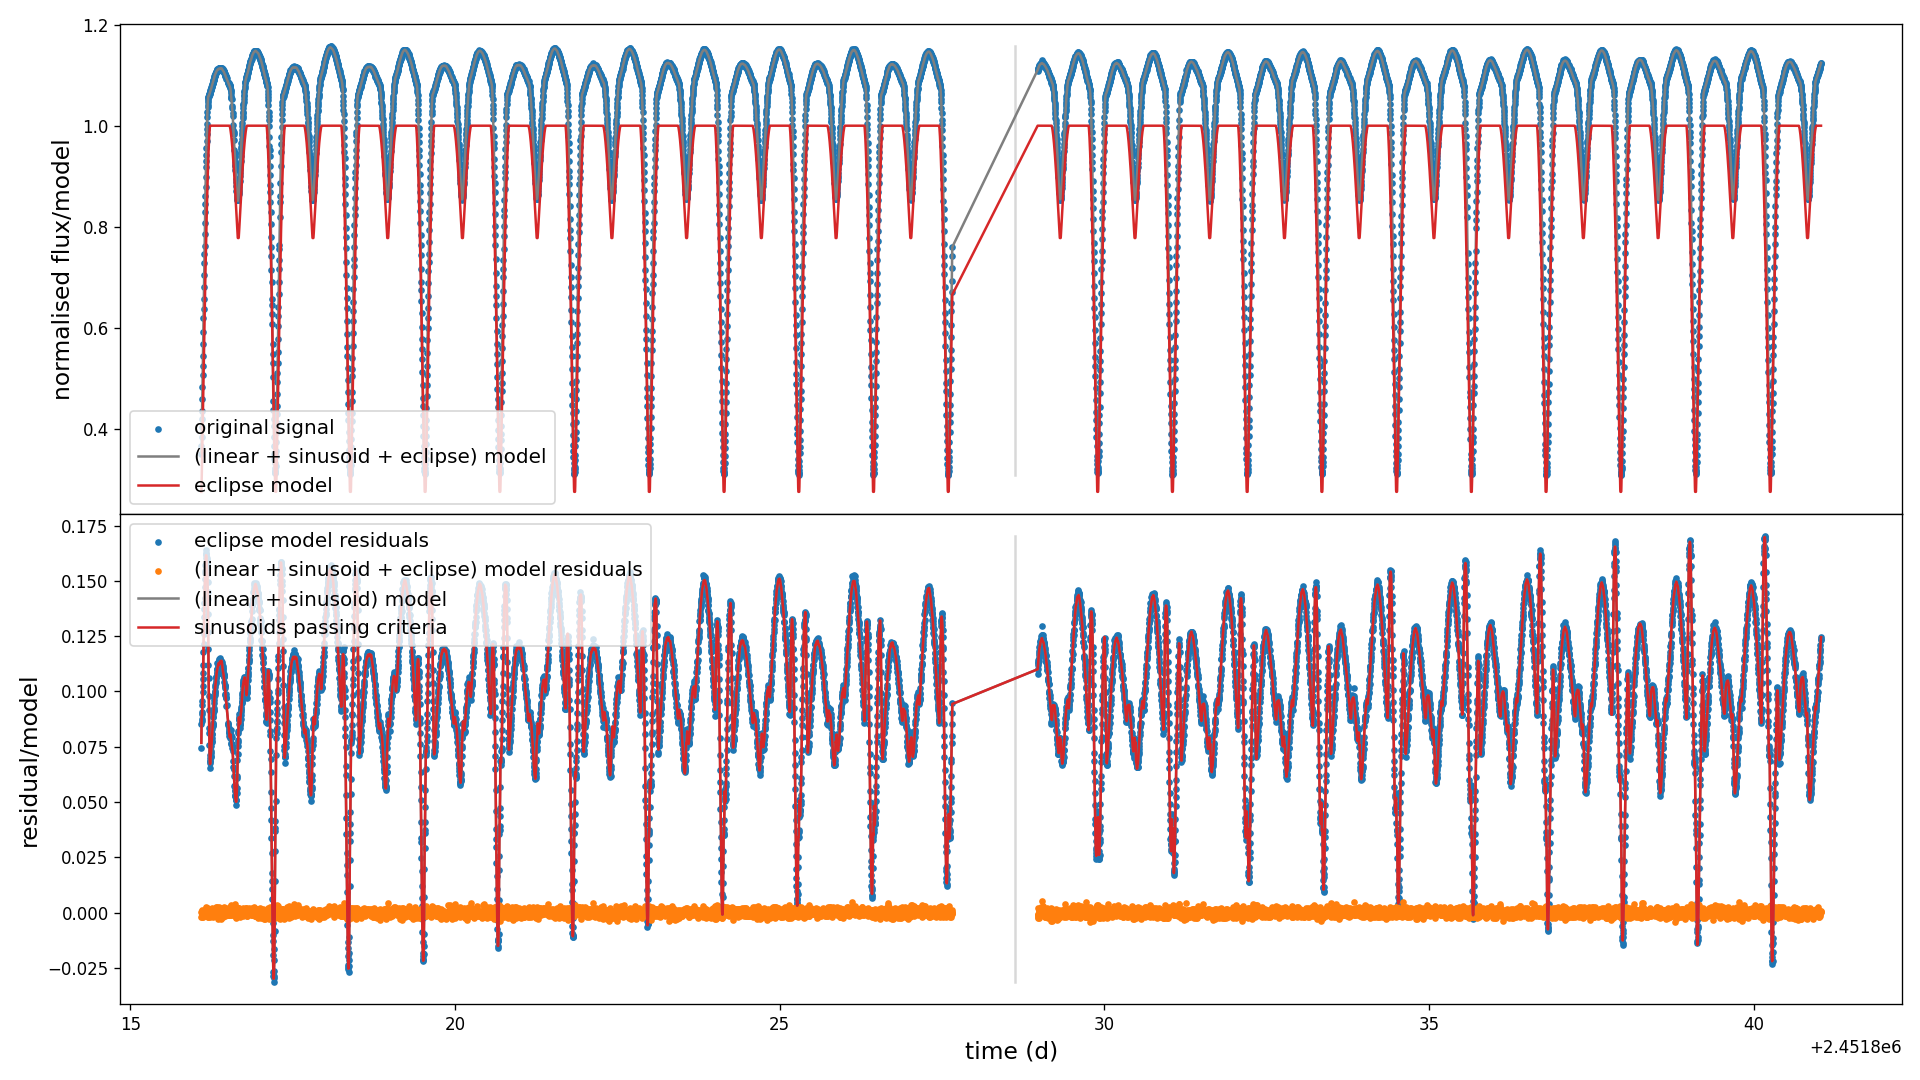 1.2
1.0
0.8
0.6
0.4
normalised flux/model
original signal
(linear + sinusoid + eclipse) model
eclipse model
0.175
0.150
0.125
0.100
0.075
0.050
0.025
0.000
−0.025
residual/model
eclipse model residuals
(linear + sinusoid + eclipse) model residuals
(linear + sinusoid) model
sinusoids passing criteria
15 20 25 30 35 40
time (d)
+2.4518e6